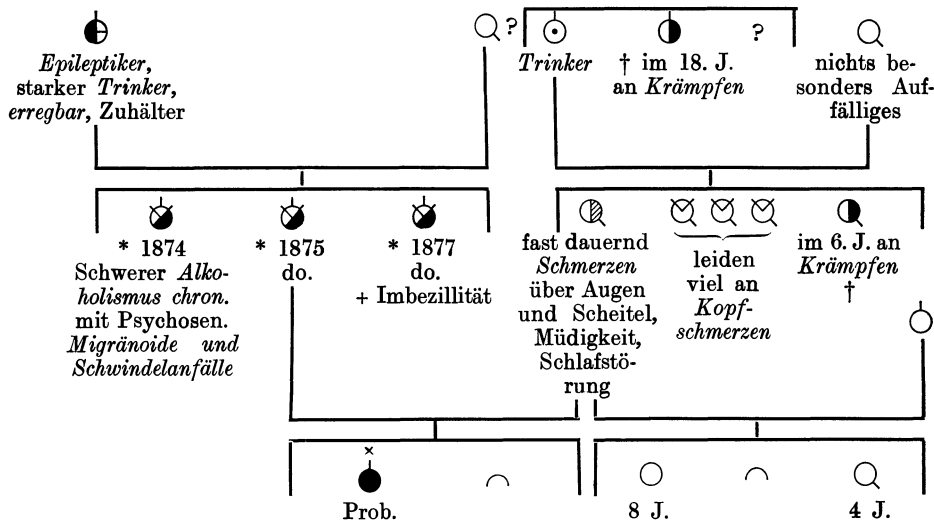 ?
Epileptiker,
starker Trinker,
erregbar, Zuhälter
Trinker
† im 18. J.
an Krämpfen
?
nichts be-
sonders Auf-
fälliges
* 1874
Schwerer Alko-
holismus chron.
mit Psychosen.
Migränoide und
Schwindelanfälle
* 1875
do.
* 1877
do.
+ Imbezillität
fast dauernd
Schmerzen
über Augen
und Scheitel,
Müdigkeit,
Schlafstö-
rung
leiden
viel an
Kopf-
schmerzen
im 6. J. an
Krämpfen
†
×
Prob.
8 J.
4 J.